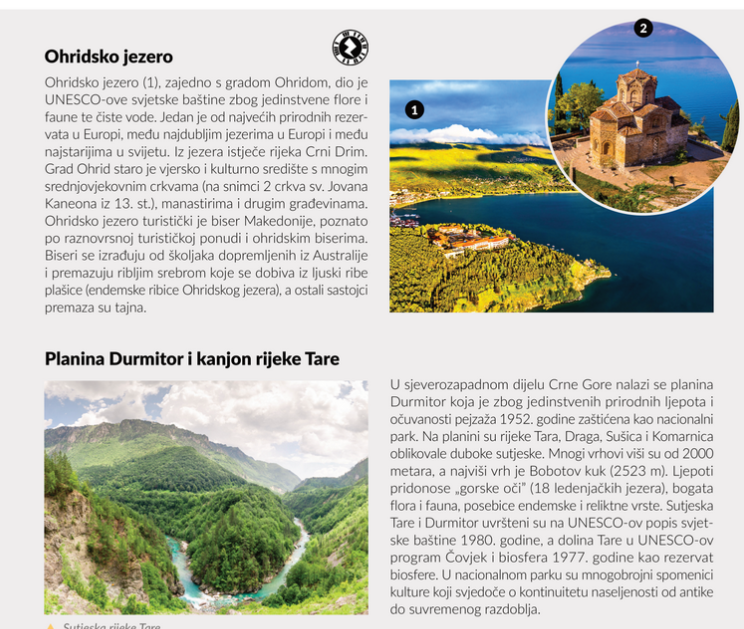 Ohridsko jezero
Ohridsko jezero (1), zajedno s gradom Ohridom, dio je
UNESCO-ove svjetske baštine zbog jedinstvene flore i
faune te čiste vode. Jedan je od najvećih prirodnih rezer-
vata u Europi, među najdubljim jezerima u Europi i među
najstarijima u svijetu. Iz jezera istječe rijeka Crni Drim.
Grad Ohrid staro je vjersko i kulturno središte s mnogim
srednjovjekovnim crkvama (na snimci 2 crkva sv. Jovana
Kaneona iz 13. st.), manastirima i drugim građevinama.
Ohridsko jezero turistički je biser Makedonije, poznato
po raznovrsnoj turističkoj ponudi i ohridskim biserima.
Biseri se izrađuju od školjaka dopremljenih iz Australije
i premazuju ribljim srebrom koje se dobiva iz ljuski ribe
plašice (endemske ribice Ohridskog jezera), a ostali sastojci
premaza su tajna.
1
2
Planina Durmitor i kanjon rijeke Tare
U sjeverozapadnom dijelu Crne Gore nalazi se planina
Durmitor koja je zbog jedinstvenih prirodnih ljepota i
očuvanosti pejzaža 1952. godine zaštićena kao nacionalni
park. Na planini su rijeke Tara, Draga, Sušica i Komarnica
oblikovale duboke sutjeske. Mnogi vrhovi viši su od 2000
metara, a najviši vrh je Bobotov kuk (2523 m). Ljepoti
pridonose „gorske oči" (18 ledenjačkih jezera), bogata
flora i fauna, posebice endemske i reliktne vrste. Sutjeska
Tare i Durmitor uvršteni su na UNESCO-ov popis svjet-
ske baštine 1980. godine, a dolina Tare u UNESCO-ov
program Čovjek i biosfera 1977. godine kao rezervat
biosfere. U nacionalnom parku su mnogobrojni spomenici
kulture koji svjedoče o kontinuitetu naseljenosti od antike
do suvremenog razdoblja.
Sutjeska rijeke Tare